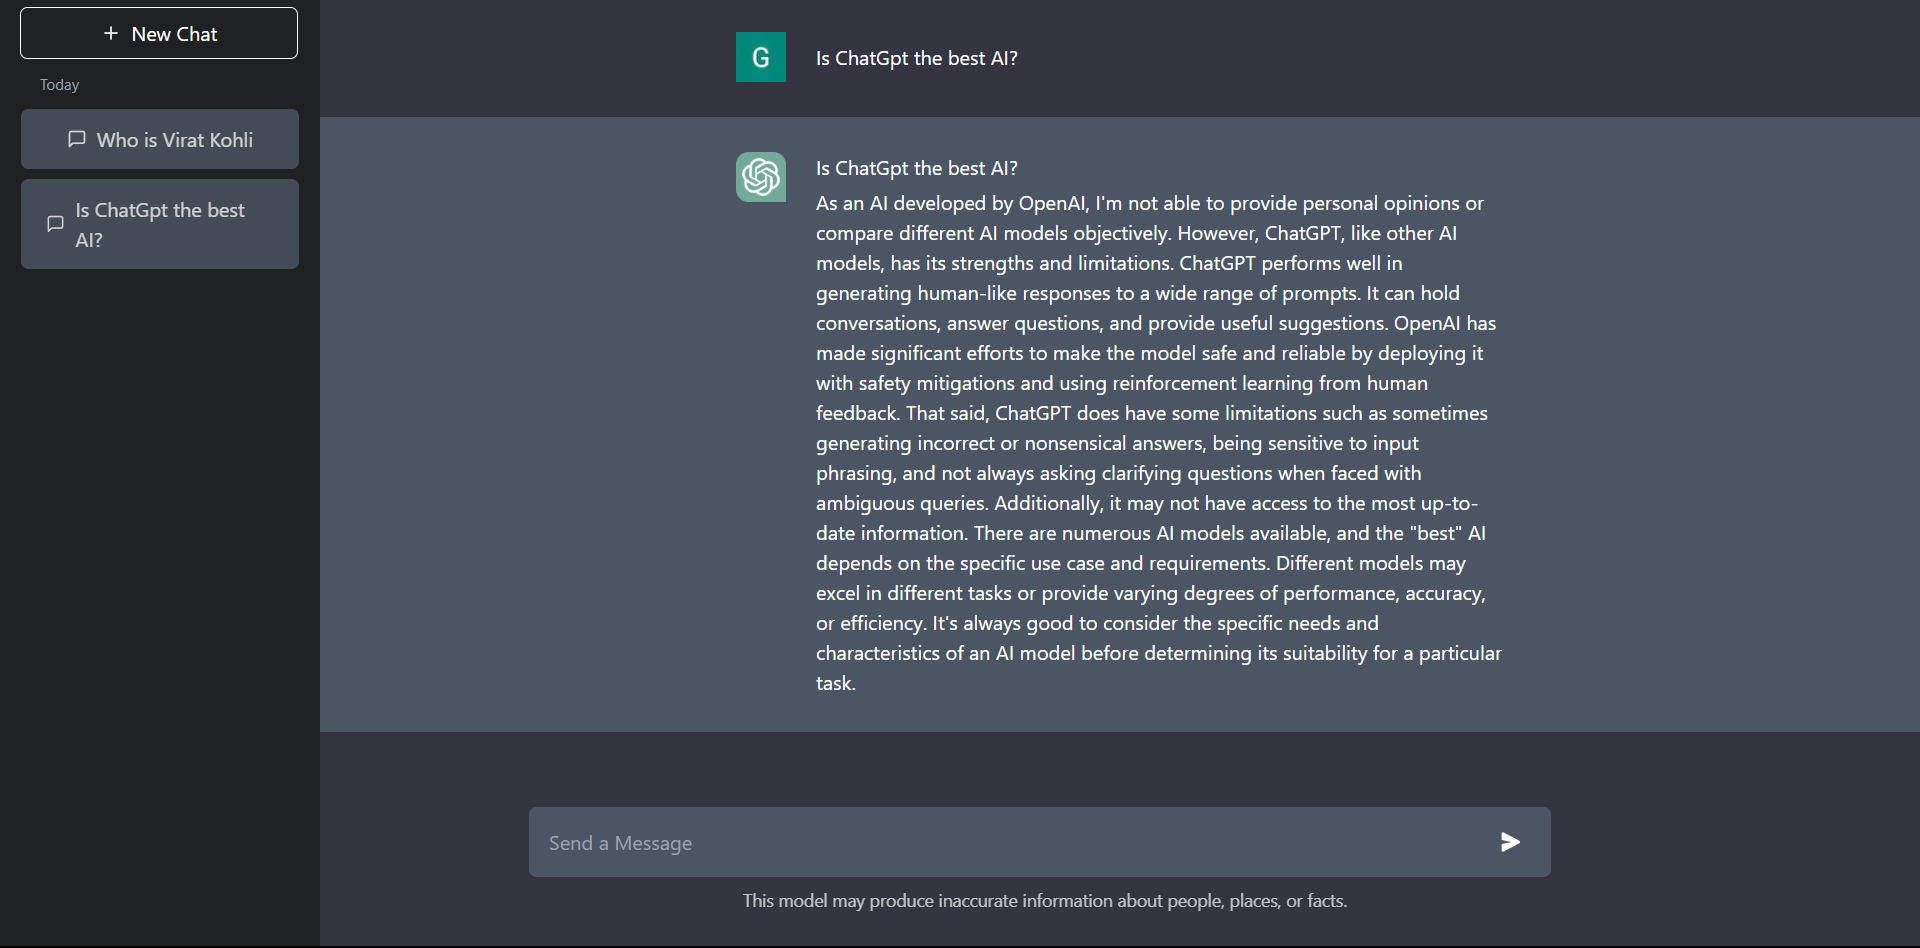 + New Chat
Today
Who is Virat Kohli
Is ChatGpt the best
AI?
G
Is ChatGpt the best AI?
Is ChatGpt the best AI?
As an AI developed by OpenAI, I'm not able to provide personal opinions or
compare different AI models objectively. However, ChatGPT, like other AI
models, has its strengths and limitations. ChatGPT performs well in
generating human-like responses to a wide range of prompts. It can hold
conversations, answer questions, and provide useful suggestions. OpenAI has
made significant efforts to make the model safe and reliable by deploying it
with safety mitigations and using reinforcement learning from human
feedback. That said, ChatGPT does have some limitations such as sometimes
generating incorrect or nonsensical answers, being sensitive to input
phrasing, and not always asking clarifying questions when faced with
ambiguous queries. Additionally, it may not have access to the most up-to-
date information. There are numerous AI models available, and the "best" AI
depends on the specific use case and requirements. Different models may
excel in different tasks or provide varying degrees of performance, accuracy,
or efficiency. It's always good to consider the specific needs and
characteristics of an AI model before determining its suitability for a particular
task.
Send a Message
This model may produce inaccurate information about people, places, or facts.